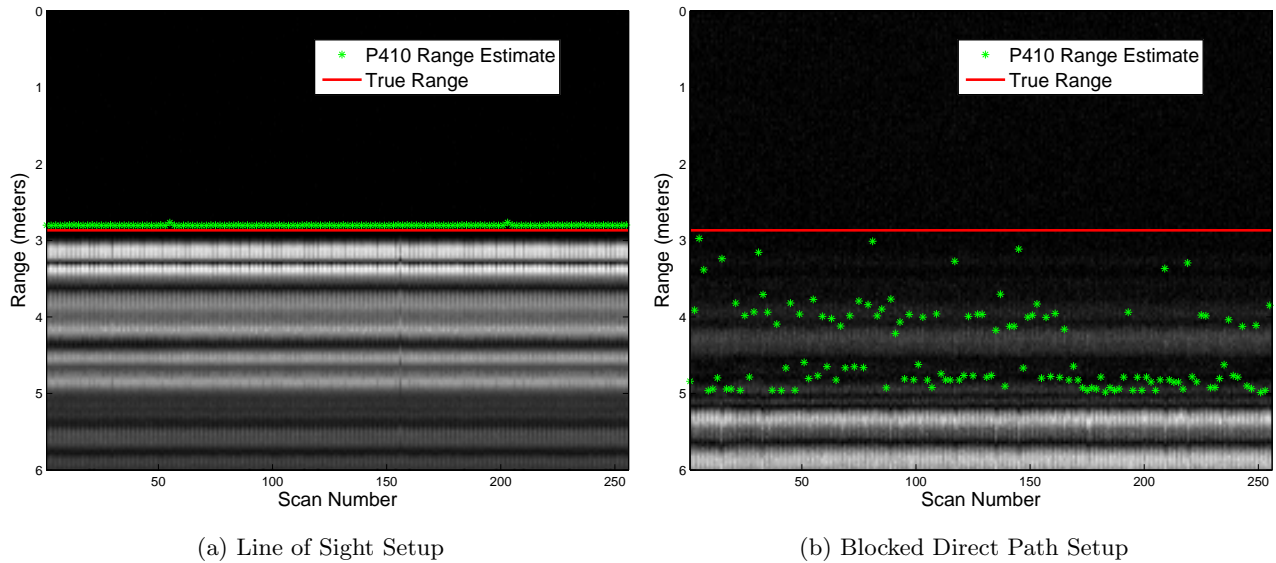 0
1
2
3
4
5
6
Range (meters)
50
100
150
200
250
Scan Number
P410 Range Estimate
True Range
(a) Line of Sight Setup
0
1
2
3
4
5
6
Range (meters)
50
100
150
200
250
Scan Number
P410 Range Estimate
True Range
(b) Blocked Direct Path Setup